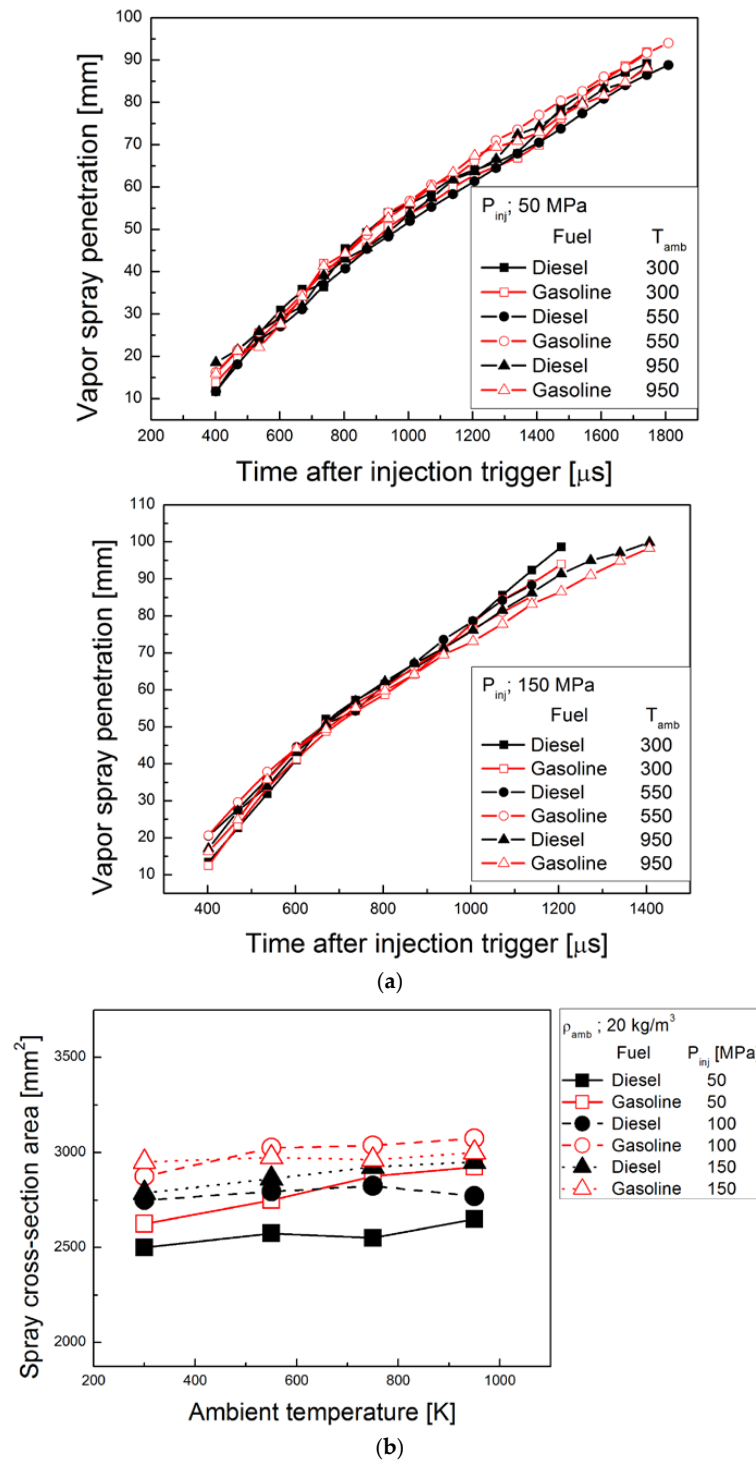 100
90
80
70
60
50
40
30
20
10
Vapor spray penetration [mm]
P_inj; 50 MPa
Fuel T_amb
Diesel 300
Gasoline 300
Diesel 550
Gasoline 550
Diesel 950
Gasoline 950
200 400 600 800 1000 1200 1400 1600 1800
Time after injection trigger [μs]
110
100
90
80
70
60
50
40
30
20
10
Vapor spray penetration [mm]
P_inj; 150 MPa
Fuel T_amb
Diesel 300
Gasoline 300
Diesel 550
Gasoline 550
Diesel 950
Gasoline 950
400 600 800 1000 1200 1400
Time after injection trigger [μs]
(a)
3500
3000
2500
2000
Spray cross-section area [mm²]
ρ_amb ; 20 kg/m³
Fuel P_inj [MPa]
Diesel 50
Gasoline 50
Diesel 100
Gasoline 100
Diesel 150
Gasoline 150
200 400 600 800 1000
Ambient temperature [K]
(b)